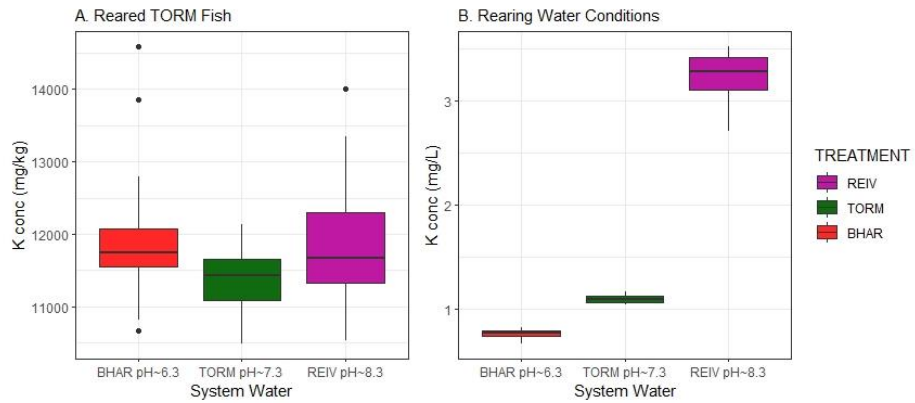 A. Reared TORM Fish
K conc (mg/kg)
14000
13000
12000
11000
BHAR pH~6.3 TORM pH~7.3 REIV pH~8.3
System Water
B. Rearing Water Conditions
K conc (mg/L)
3
2
1
BHAR pH~6.3 TORM pH~7.3 REIV pH~8.3
System Water
TREATMENT
REIV
TORM
BHAR